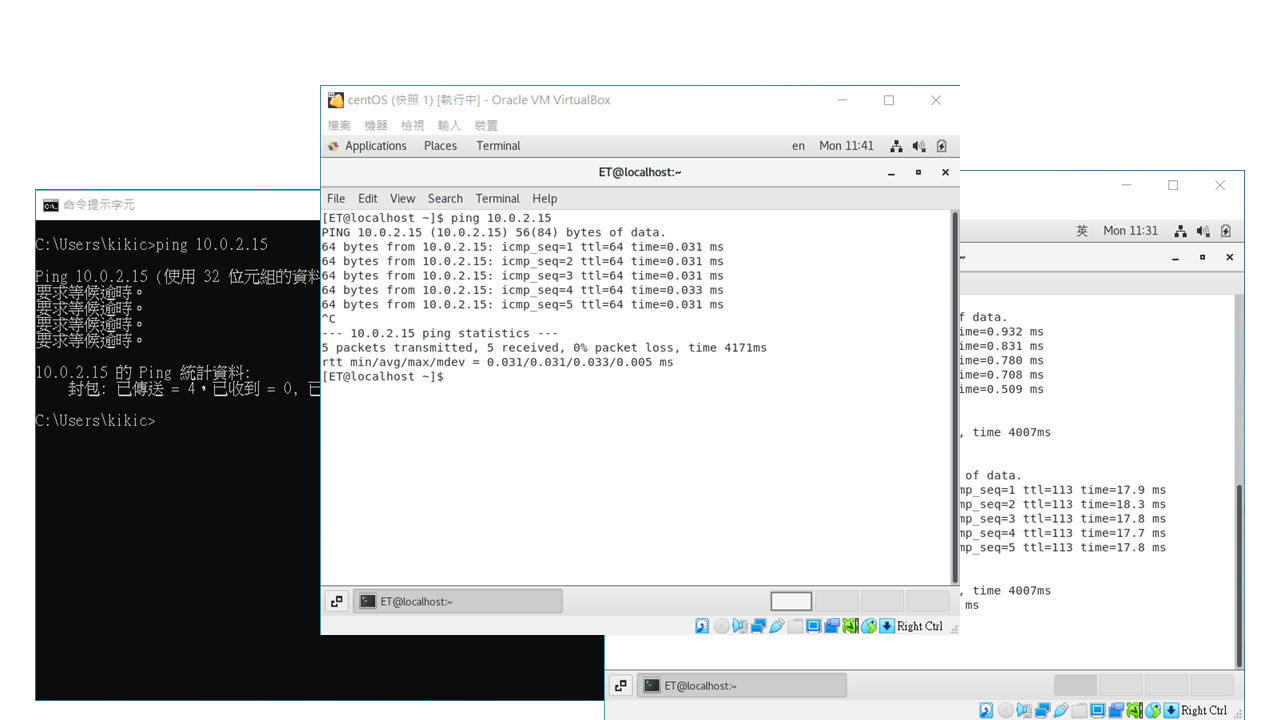 centOS (快照 1) [執行中] - Oracle VM VirtualBox
檔案 機器 檢視 輸入 裝置
Applications Places Terminal en Mon 11:41
ET@localhost:~
File Edit View Search Terminal Help
[ET@localhost ~]$ ping 10.0.2.15
PING 10.0.2.15 (10.0.2.15) 56(84) bytes of data.
64 bytes from 10.0.2.15: icmp_seq=1 ttl=64 time=0.031 ms
64 bytes from 10.0.2.15: icmp_seq=2 ttl=64 time=0.031 ms
64 bytes from 10.0.2.15: icmp_seq=3 ttl=64 time=0.031 ms
64 bytes from 10.0.2.15: icmp_seq=4 ttl=64 time=0.033 ms
64 bytes from 10.0.2.15: icmp_seq=5 ttl=64 time=0.031 ms
^C
--- 10.0.2.15 ping statistics ---
5 packets transmitted, 5 received, 0% packet loss, time 4171ms
rtt min/avg/max/mdev = 0.031/0.031/0.033/0.005 ms
[ET@localhost ~]$
ET@localhost:~
Right Ctrl
命令提示字元
C:\Users\kikic>ping 10.0.2.15
Ping 10.0.2.15 (使用 32 位元組的資料
要求等候逾時。
要求等候逾時。
要求等候逾時。
要求等候逾時。
10.0.2.15 的 Ping 統計資料:
封包: 已傳送 = 4，已收到 = 0, 已
C:\Users\kikic>
英 Mon 11:31
f data.
ime=0.932 ms
ime=0.831 ms
ime=0.780 ms
ime=0.708 ms
ime=0.509 ms
, time 4007ms
of data.
mp_seq=1 ttl=113 time=17.9 ms
mp_seq=2 ttl=113 time=18.3 ms
mp_seq=3 ttl=113 time=17.8 ms
mp_seq=4 ttl=113 time=17.7 ms
mp_seq=5 ttl=113 time=17.8 ms
, time 4007ms
ms
ET@localhost:~
Right Ctrl